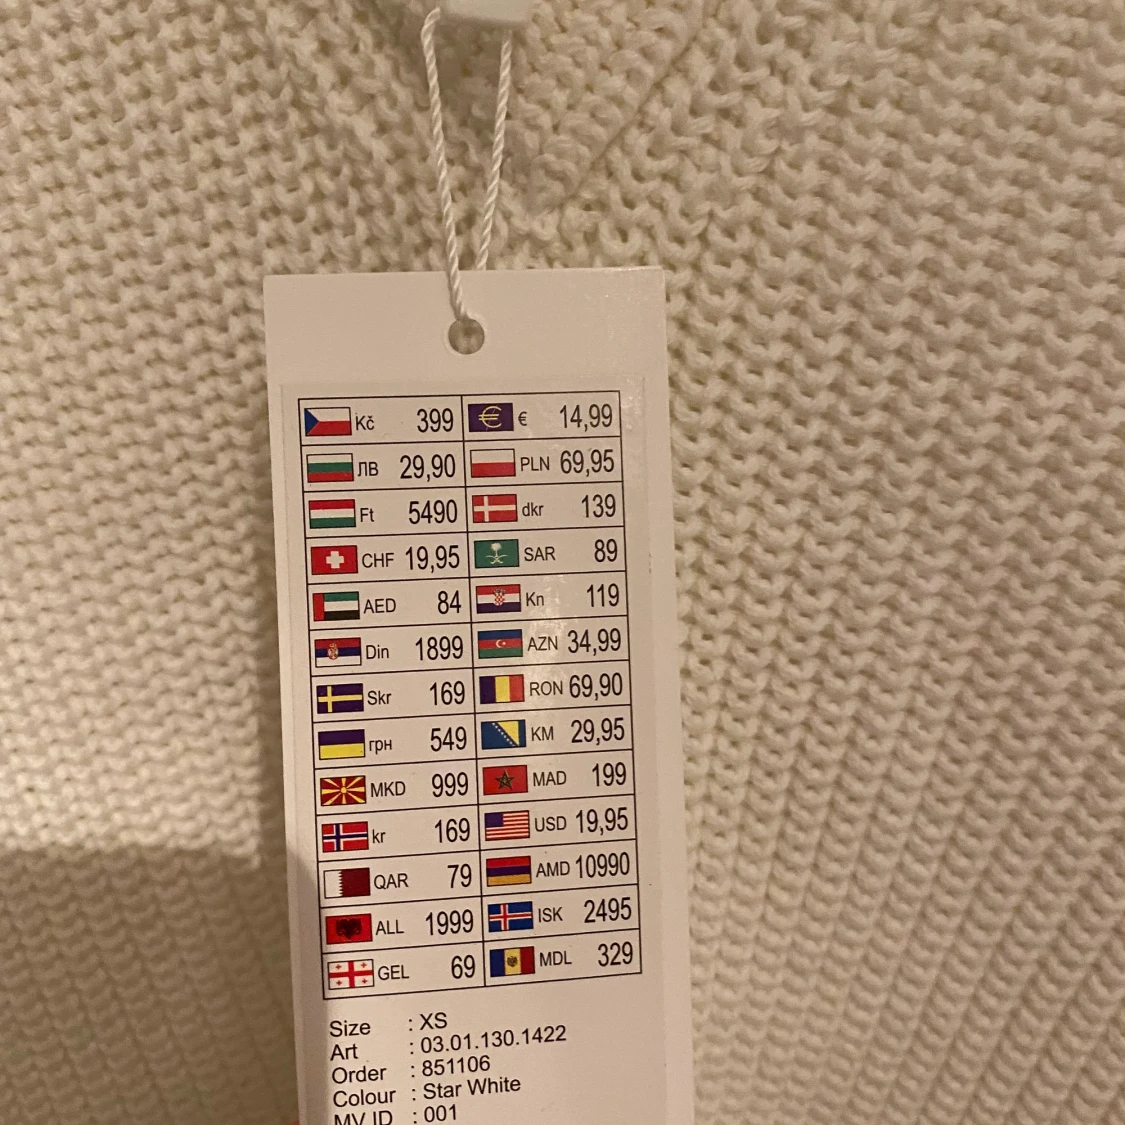 Kč 399 € 14,99
ЛВ 29,90 PLN 69,95
Ft 5490 dkr 139
CHF 19,95 SAR 89
AED 84 Kn 119
Din 1899 AZN 34,99
Skr 169 RON 69,90
грн 549 KM 29,95
MKD 999 MAD 199
kr 169 USD 19,95
QAR 79 AMD 10990
ALL 1999 ISK 2495
GEL 69 MDL 329
Size : XS
Art : 03.01.130.1422
Order : 851106
Colour : Star White
MV ID : 001